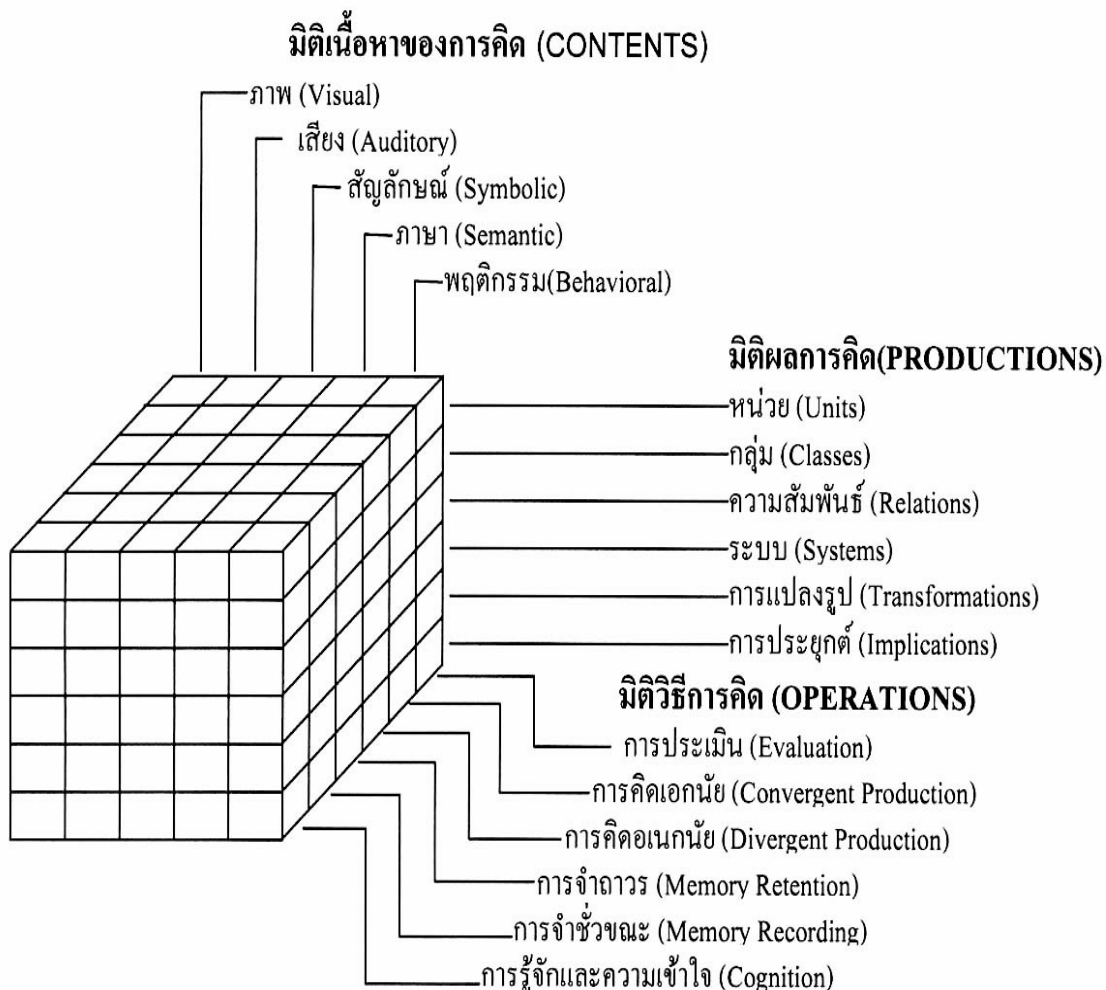 มิติเนื้อหาของการคิด (CONTENTS)
ภาพ (Visual)
เสียง (Auditory)
สัญลักษณ์ (Symbolic)
ภาษา (Semantic)
พฤติกรรม(Behavioral)
มิติผลการคิด(PRODUCTIONS)
หน่วย (Units)
กลุ่ม (Classes)
ความสัมพันธ์ (Relations)
ระบบ (Systems)
การแปลงรูป (Transformations)
การประยุกต์ (Implications)
มิติวิธีการคิด (OPERATIONS)
การประเมิน (Evaluation)
การคิดเอกนัย (Convergent Production)
การคิดอเนกนัย (Divergent Production)
การจำถาวร (Memory Retention)
การจำชั่วขณะ (Memory Recording)
การรู้จักและความเข้าใจ (Cognition)